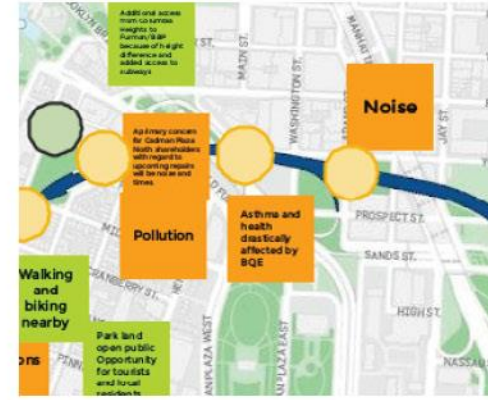 Additional access
from Columbia
Heights to
Furman/BBP
because of height
difference and
added access to
subways
ST.
MAIN ST.
WASHINGTON ST.
JAY ST.
Noise
A primary concern
for Cadman Plaza
North shareholders
with regard to
upcoming repairs
will be noise and
times.
Pollution
Asthma and
health
drastically
affected by
BQE
PROSPECT ST.
SANDS ST.
HIGH ST.
CRANBERRY ST.
Walking
and
biking
nearby
ons
Park land
open public
Opportunity
for tourists
and local
residents
AN PLAZA WEST
AN PLAZA EAST
NASSAU